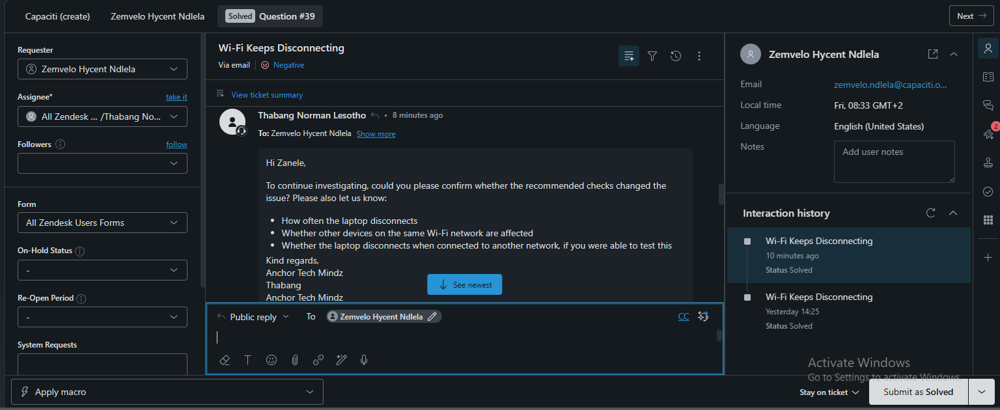 Capaciti (create)
Zemvelo Hycent Ndlela
Solved Question #39
Next
Requester
Zemvelo Hycent Ndlela
Assignee*
take it
All Zendesk ... /Thabang No...
Followers
follow
Form
All Zendesk Users Forms
On-Hold Status
-
Re-Open Period
-
System Requests
Wi-Fi Keeps Disconnecting
Via email
Negative
View ticket summary
Thabang Norman Lesotho • 8 minutes ago
To: Zemvelo Hycent Ndlela Show more
Hi Zanele,
To continue investigating, could you please confirm whether the recommended checks changed the
issue? Please also let us know:
• How often the laptop disconnects
• Whether other devices on the same Wi-Fi network are affected
• Whether the laptop disconnects when connected to another network, if you were able to test this
Kind regards,
Anchor Tech Mindz
Thabang
Anchor Tech Mindz
See newest
Public reply To Zemvelo Hycent Ndlela CC
Zemvelo Hycent Ndlela
Email zemvelo.ndlela@capaciti.o...
Local time Fri, 08:33 GMT+2
Language English (United States)
Notes Add user notes
Interaction history
Wi-Fi Keeps Disconnecting
10 minutes ago
Status Solved
Wi-Fi Keeps Disconnecting
Yesterday 14:25
Status Solved
2
Activate Windows
Go to Settings to activate Windows.
Apply macro
Stay on ticket
Submit as Solved